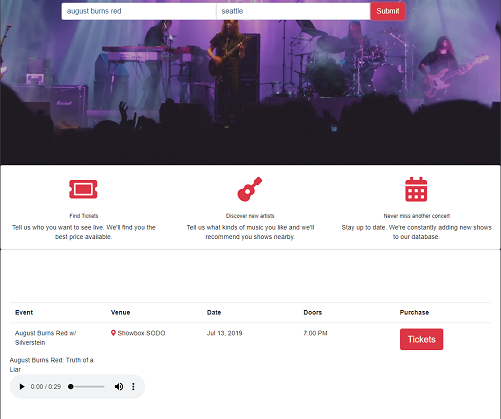 august burns red seattle Submit
Find Tickets
Tell us who you want to see live. We'll find you the
best price available.
Discover new artists
Tell us what kinds of music you like and we'll
recommend you shows nearby.
Never miss another concert
Stay up to date. We're constantly adding new shows
to our database.
Event Venue Date Doors Purchase
August Burns Red w/
Silverstein
Showbox SODO Jul 13, 2019 7:00 PM Tickets
August Burns Red: Truth of a
Liar
0:00 / 0:29